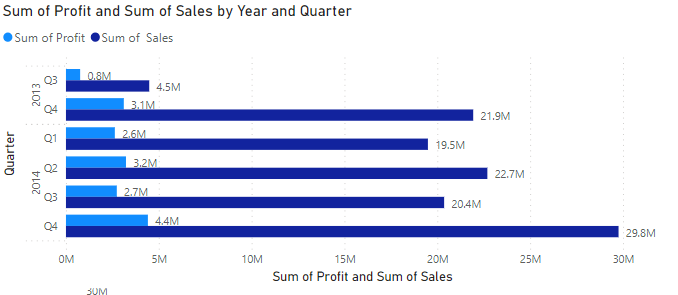 Sum of Profit and Sum of Sales by Year and Quarter
Sum of Profit Sum of Sales
Quarter
2013
Q3
0.8M
4.5M
Q4
3.1M
21.9M
2014
Q1
2.6M
19.5M
Q2
3.2M
22.7M
Q3
2.7M
20.4M
Q4
4.4M
29.8M
0M 5M 10M 15M 20M 25M 30M
Sum of Profit and Sum of Sales
30M